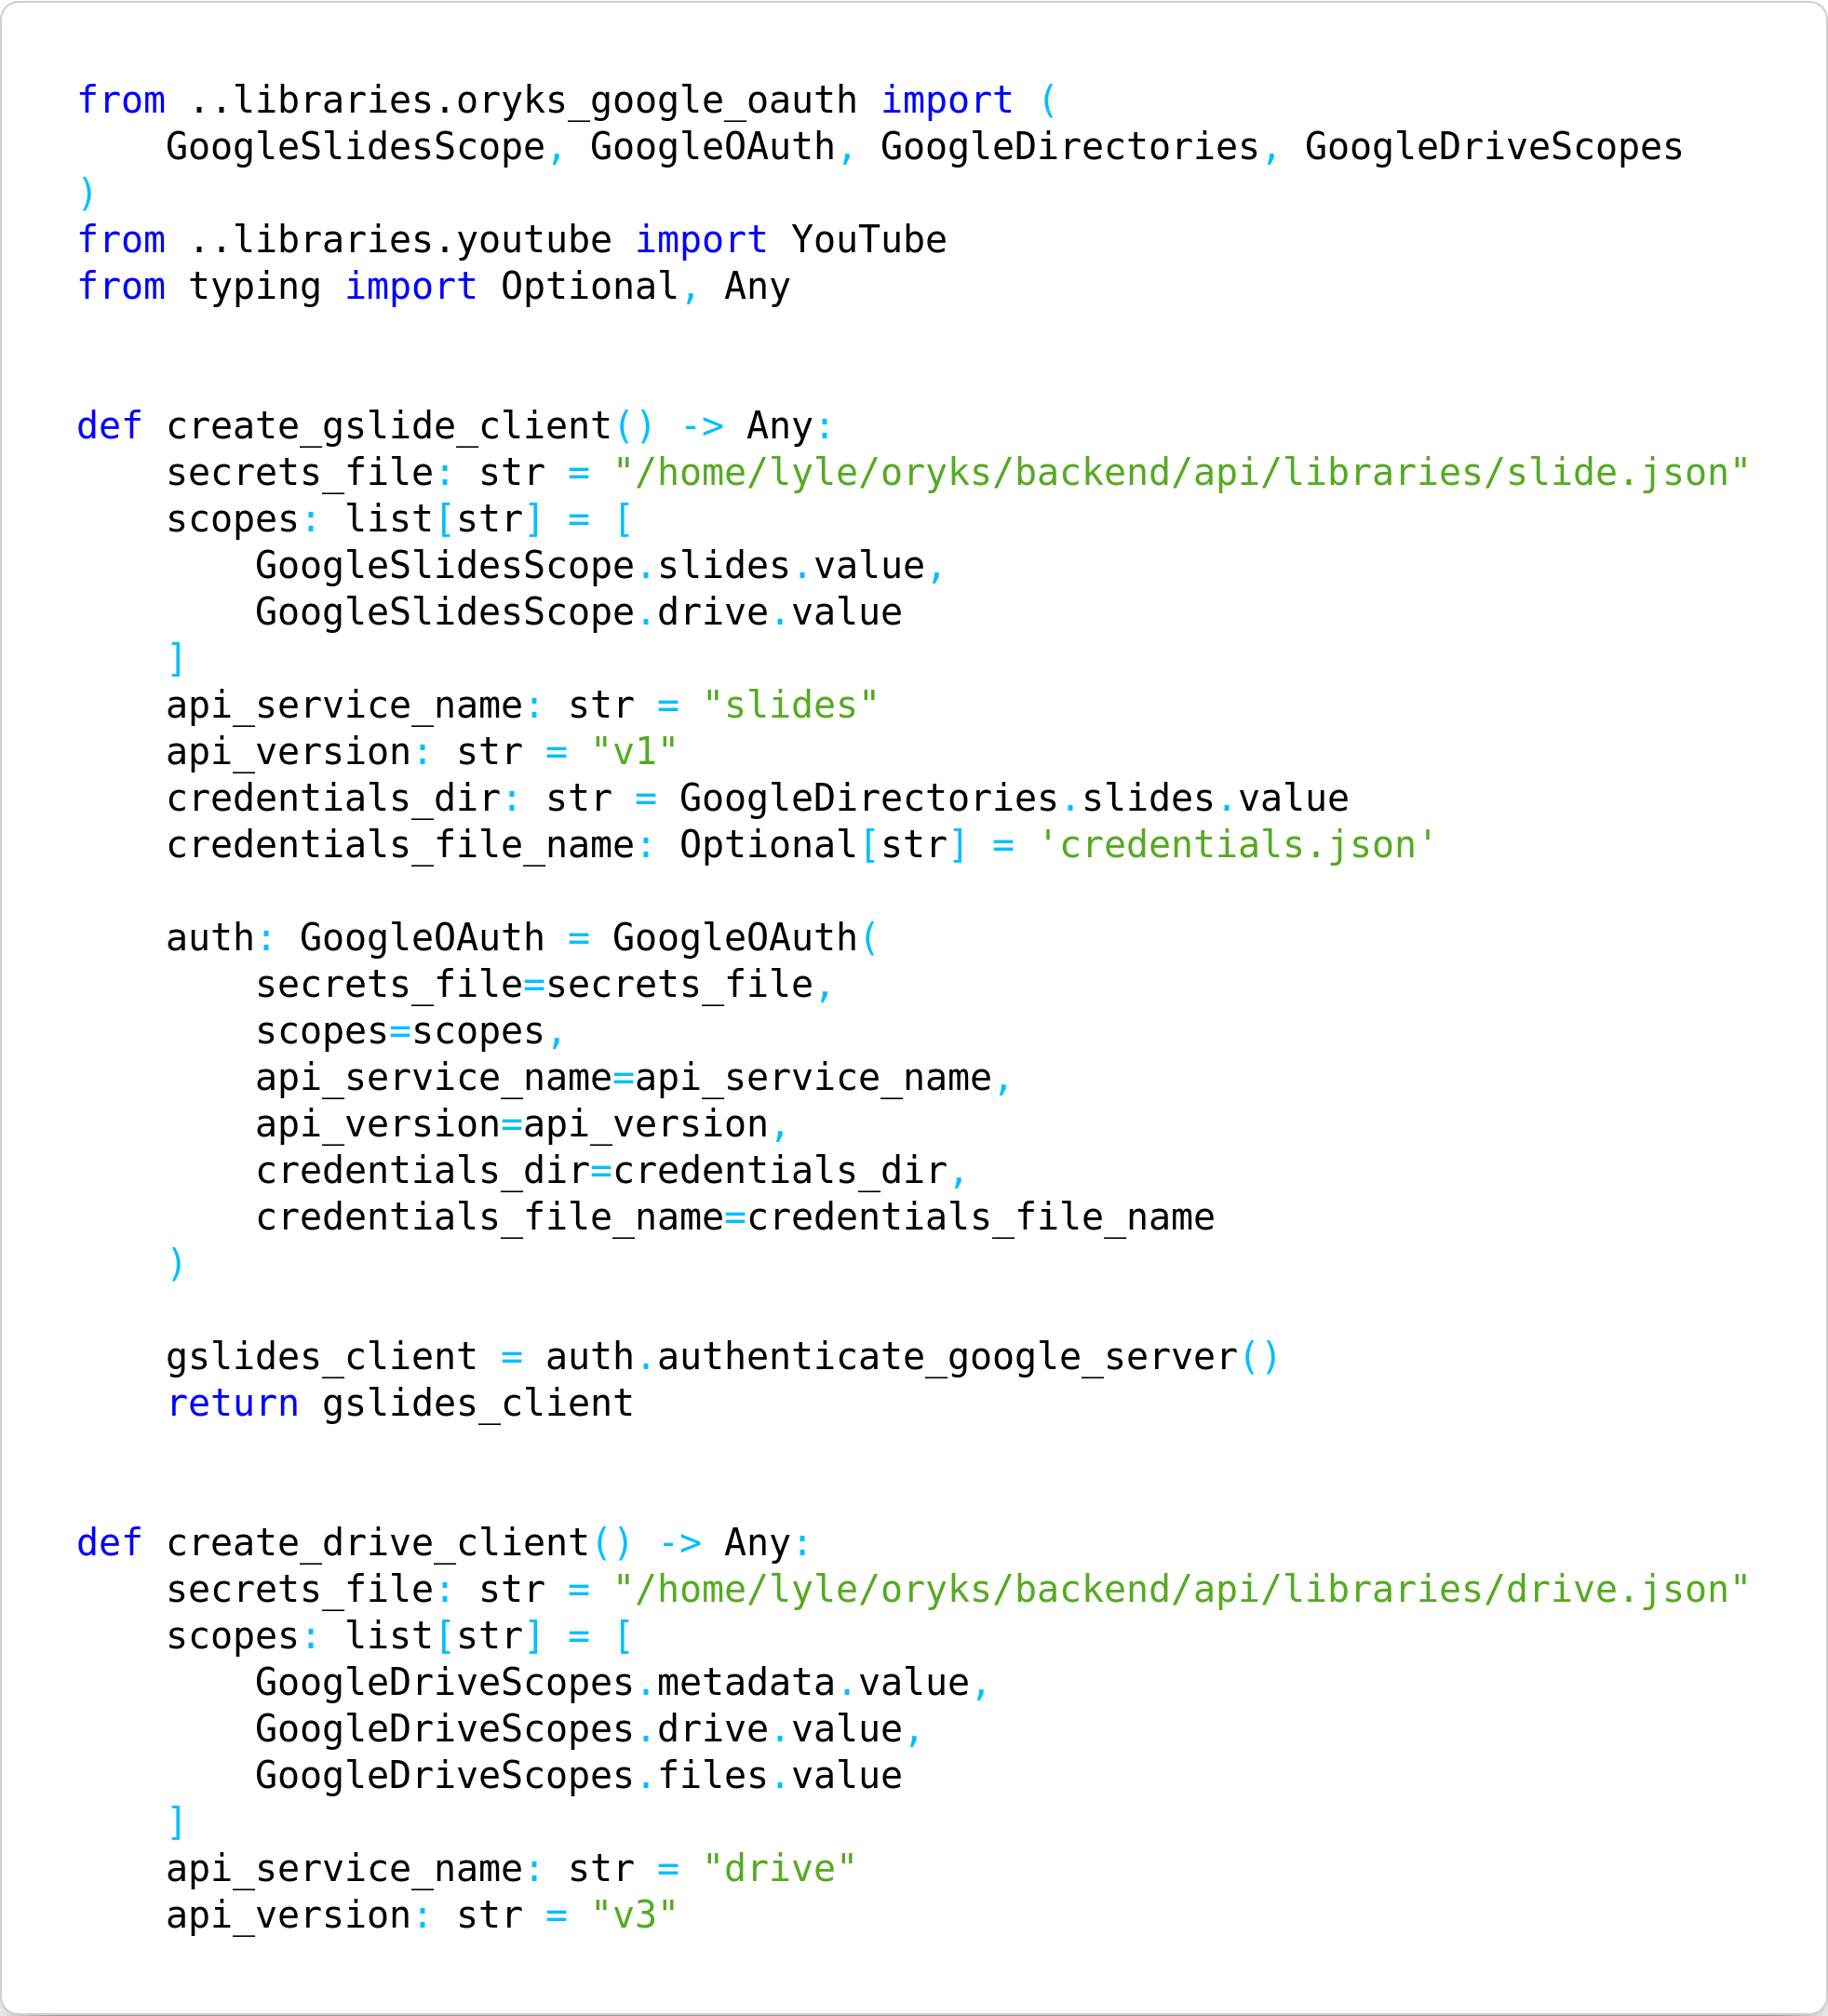 from ..libraries.oryks_google_oauth import (
    GoogleSlidesScope, GoogleOAuth, GoogleDirectories, GoogleDriveScopes
)
from ..libraries.youtube import YouTube
from typing import Optional, Any


def create_gslide_client() -> Any:
    secrets_file: str = "/home/lyle/oryks/backend/api/libraries/slide.json"
    scopes: list[str] = [
        GoogleSlidesScope.slides.value,
        GoogleSlidesScope.drive.value
    ]
    api_service_name: str = "slides"
    api_version: str = "v1"
    credentials_dir: str = GoogleDirectories.slides.value
    credentials_file_name: Optional[str] = 'credentials.json'

    auth: GoogleOAuth = GoogleOAuth(
        secrets_file=secrets_file,
        scopes=scopes,
        api_service_name=api_service_name,
        api_version=api_version,
        credentials_dir=credentials_dir,
        credentials_file_name=credentials_file_name
    )

    gslides_client = auth.authenticate_google_server()
    return gslides_client


def create_drive_client() -> Any:
    secrets_file: str = "/home/lyle/oryks/backend/api/libraries/drive.json"
    scopes: list[str] = [
        GoogleDriveScopes.metadata.value,
        GoogleDriveScopes.drive.value,
        GoogleDriveScopes.files.value
    ]
    api_service_name: str = "drive"
    api_version: str = "v3"